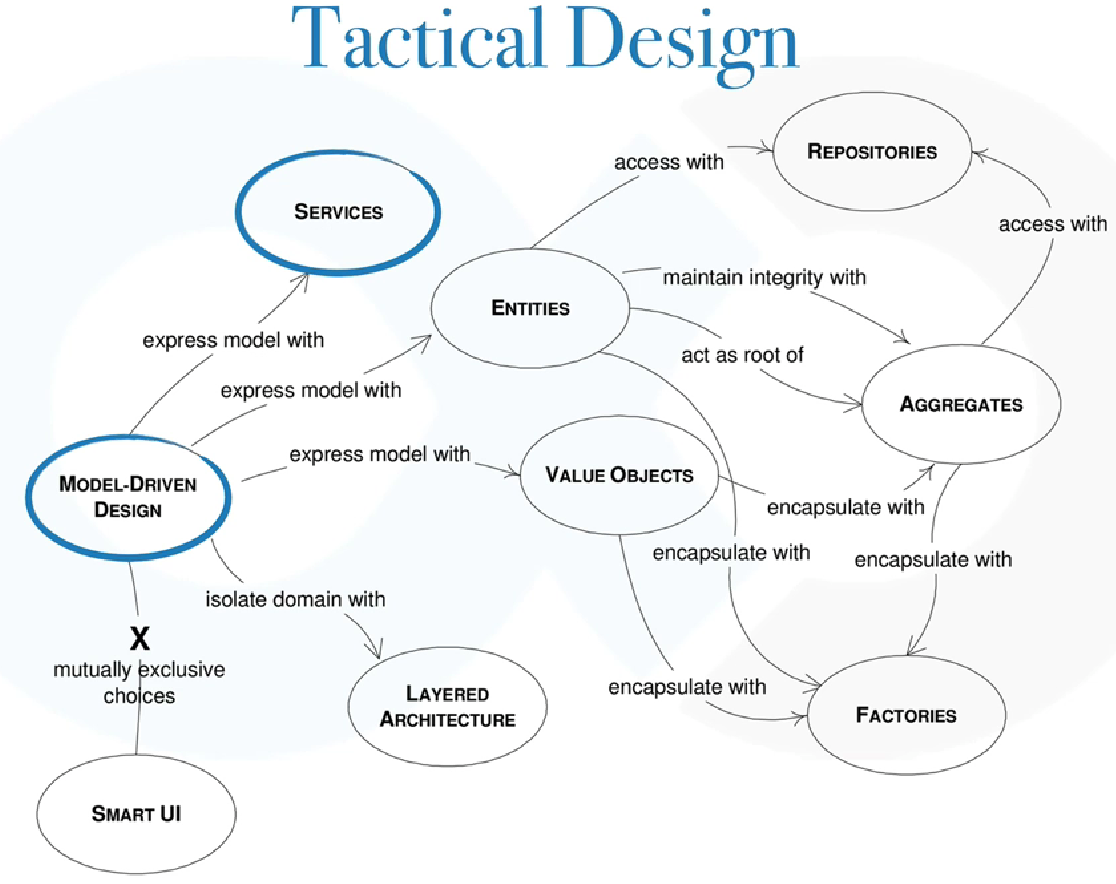 Tactical Design
REPOSITORIES
access with
SERVICES
access with
maintain integrity with
ENTITIES
express model with
act as root of
express model with
AGGREGATES
express model with
VALUE OBJECTS
MODEL-DRIVEN
DESIGN
encapsulate with
encapsulate with
encapsulate with
isolate domain with
X
mutually exclusive
choices
encapsulate with
LAYERED
ARCHITECTURE
FACTORIES
SMART UI